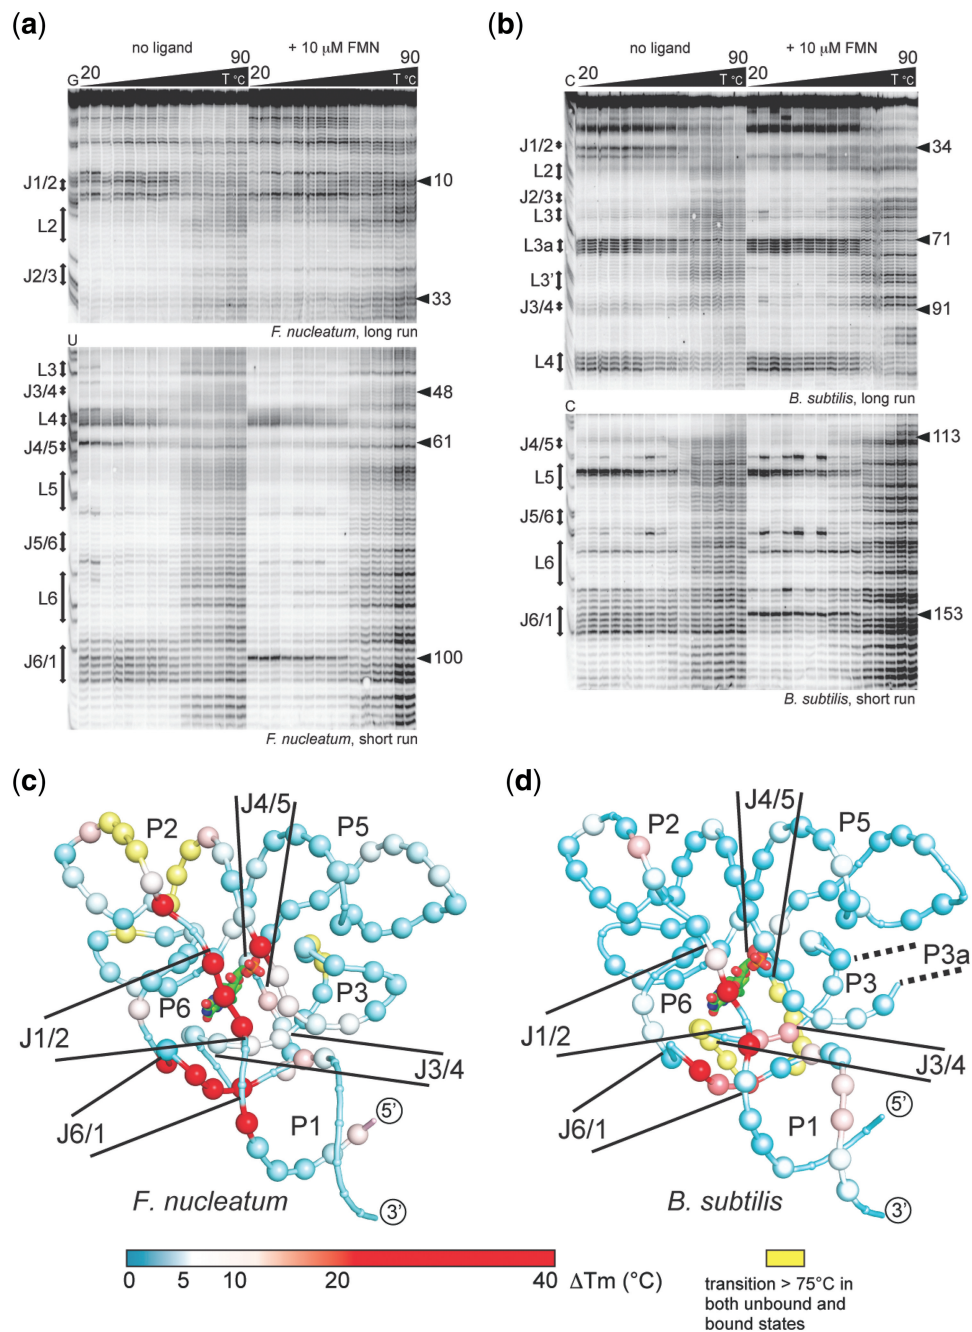 (a)
no ligand
+ 10 µM FMN
20
90
20
90
G
T °C
T °C
J1/2
L2
J2/3
10
33
F. nucleatum, long run
U
L3
J3/4
L4
J4/5
L5
J5/6
L6
J6/1
48
61
100
F. nucleatum, short run
(b)
no ligand
+ 10 µM FMN
20
90
20
90
C
T °C
T °C
J1/2
L2
J2/3
L3
L3a
L3'
J3/4
L4
34
71
91
B. subtilis, long run
C
J4/5
L5
J5/6
L6
J6/1
113
153
B. subtilis, short run
(c)
J4/5
P2
P5
P6
P3
J1/2
J3/4
J6/1
P1
5'
3'
F. nucleatum
(d)
J4/5
P2
P5
P3a
P6
P3
J1/2
J3/4
J6/1
P1
5'
3'
B. subtilis
0 5 10 20 40 ΔTm (°C)
transition > 75°C in
both unbound and
bound states